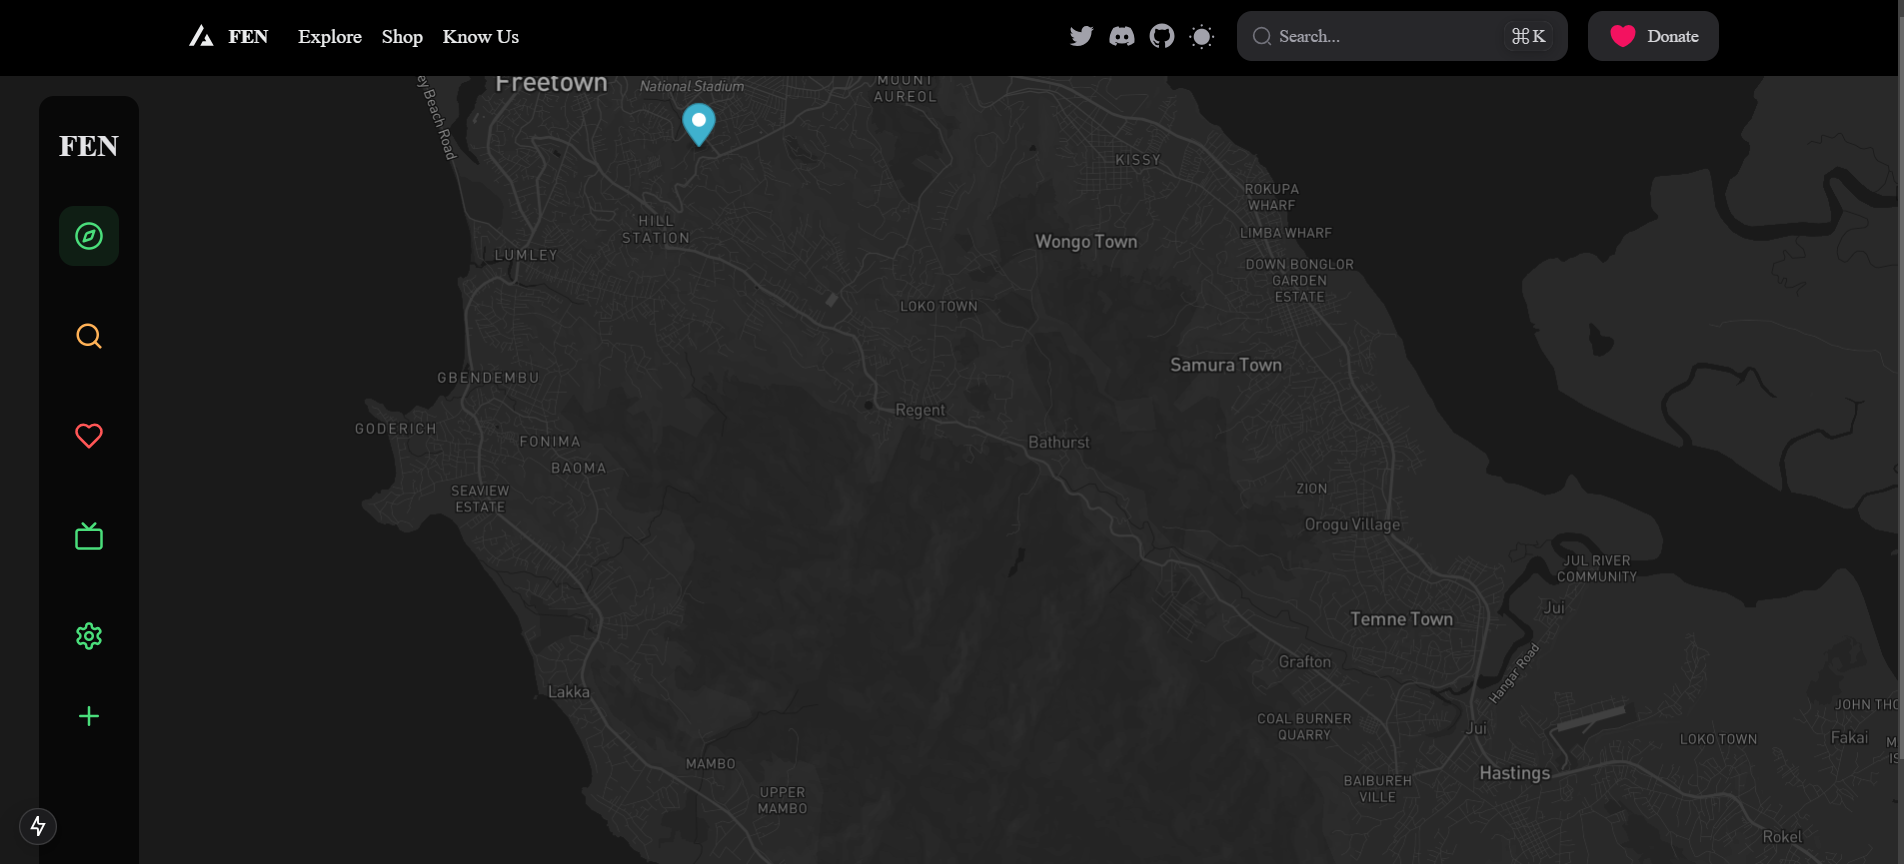 FEN
Explore
Shop
Know Us
Search...
⌘K
Donate
FEN
Freetown
National Stadium
MOUNT
AUREOL
ey Beach Road
KISSY
ROKUPA
WHARF
HILL
STATION
LIMBA WHARF
Wongo Town
LUMLEY
DOWN BONGLOR
GARDEN
ESTATE
LOKO TOWN
Samura Town
GBENDEMBU
Regent
GODERICH
FONIMA
Bathurst
BAOMA
SEAVIEW
ESTATE
ZION
Orogu Village
JUL RIVER
COMMUNITY
Jui
Temne Town
Grafton
Hangar Road
Lakka
JOHN THO
COAL BURNER
QUARRY
Jui
LOKO TOWN
Fakai
M
IS
MAMBO
Hastings
BAIBUREH
VILLE
UPPER
MAMBO
Rokel